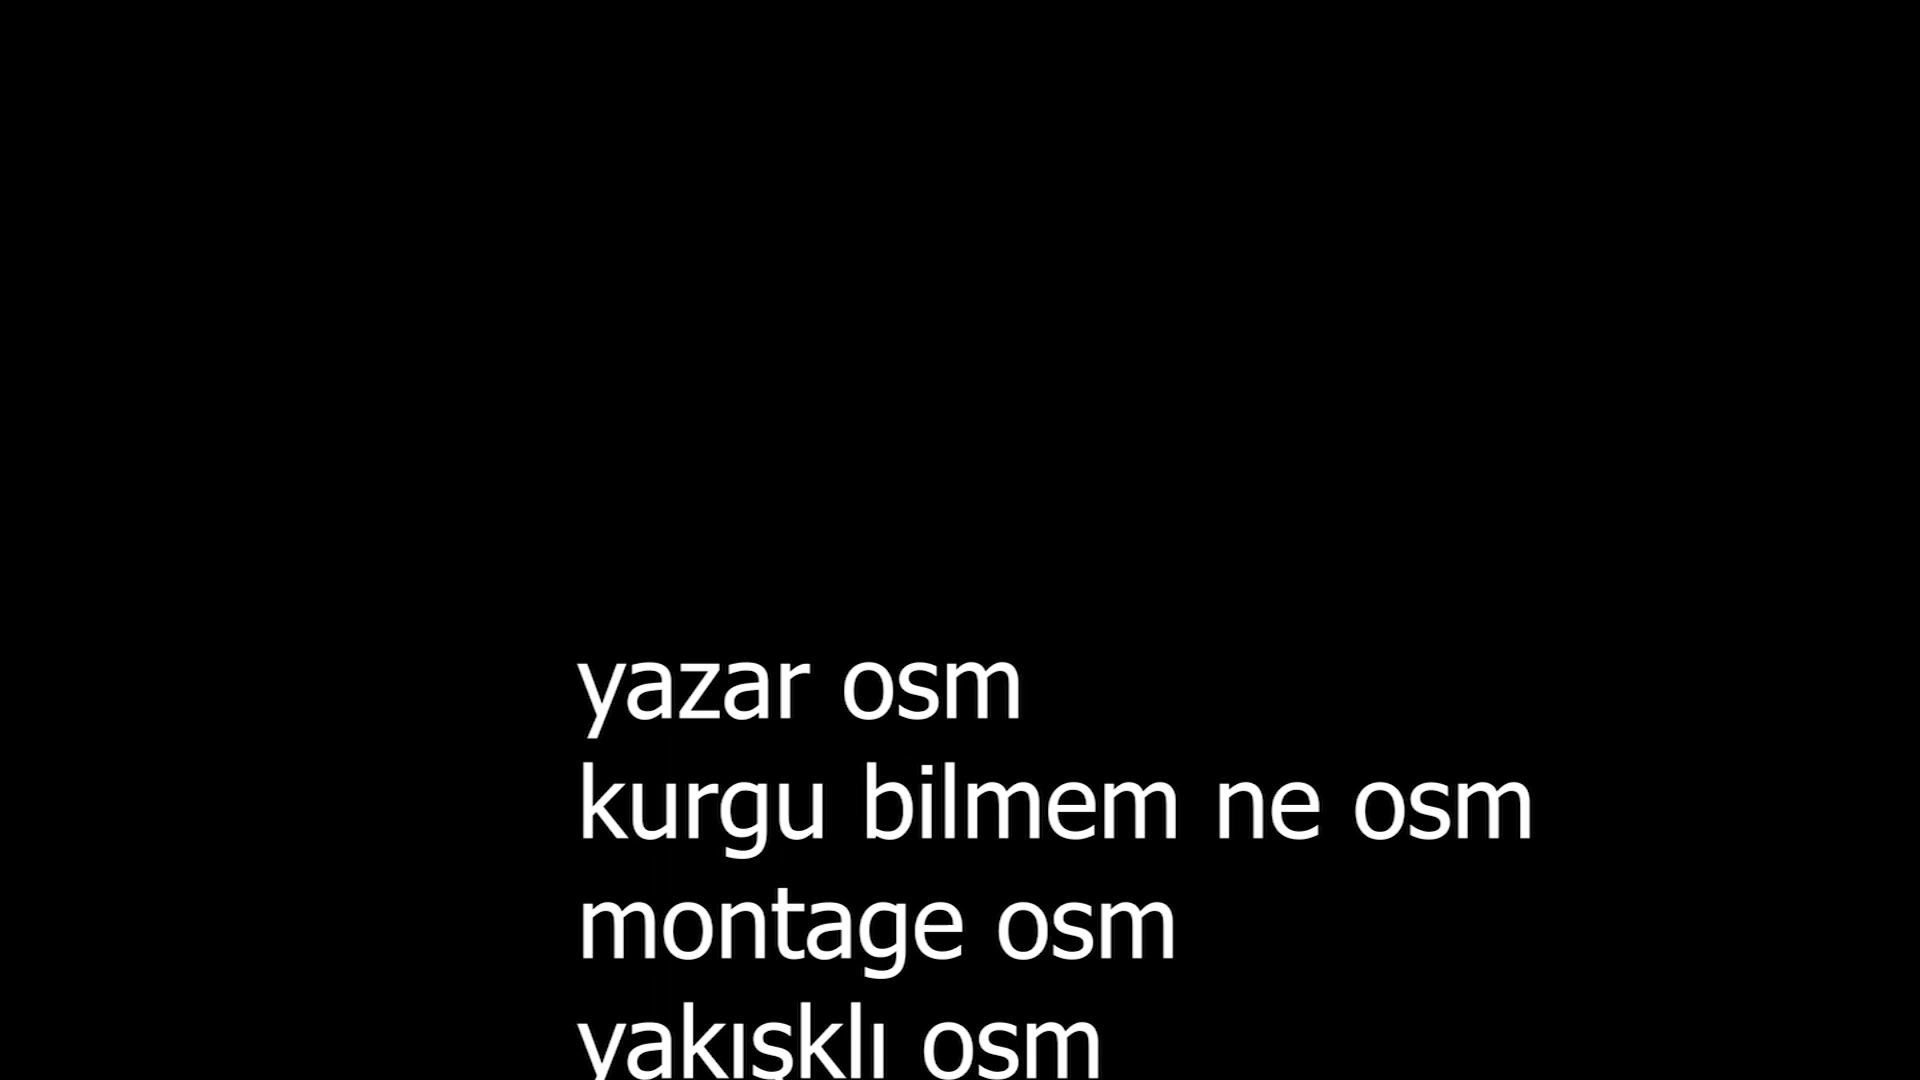 yazar osm
kurgu bilmem ne osm
montage osm
yakışklı osm